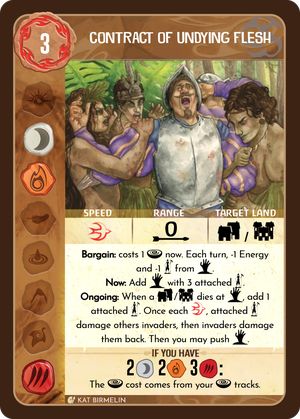 3
CONTRACT OF UNDYING FLESH
SPEED
RANGE
TARGET LAND
0
/
Bargain: costs 1 now. Each turn, -1 Energy
and -1 from .
Now: Add with 3 attached .
Ongoing: When a / dies at , add 1
attached . Once each , attached
damage others invaders, then invaders damage
them back. Then you may push .
IF YOU HAVE
2 2 3 :
The cost comes from your tracks.
KAT BIRMELIN